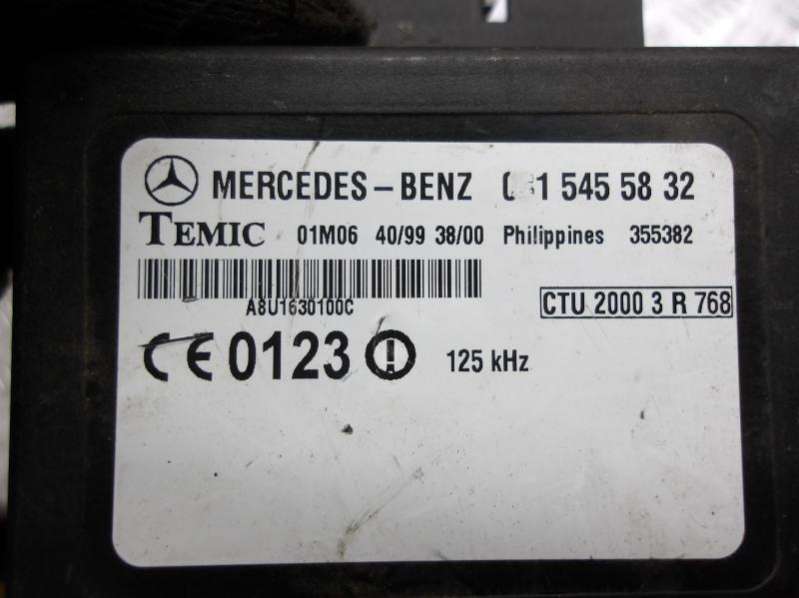 MERCEDES-BENZ 1 545 58 32
TEMIC 01M06 40/99 38/00 Philippines 355382
A8U1630100C
CTU 2000 3 R 768
CE 0123 125 kHz